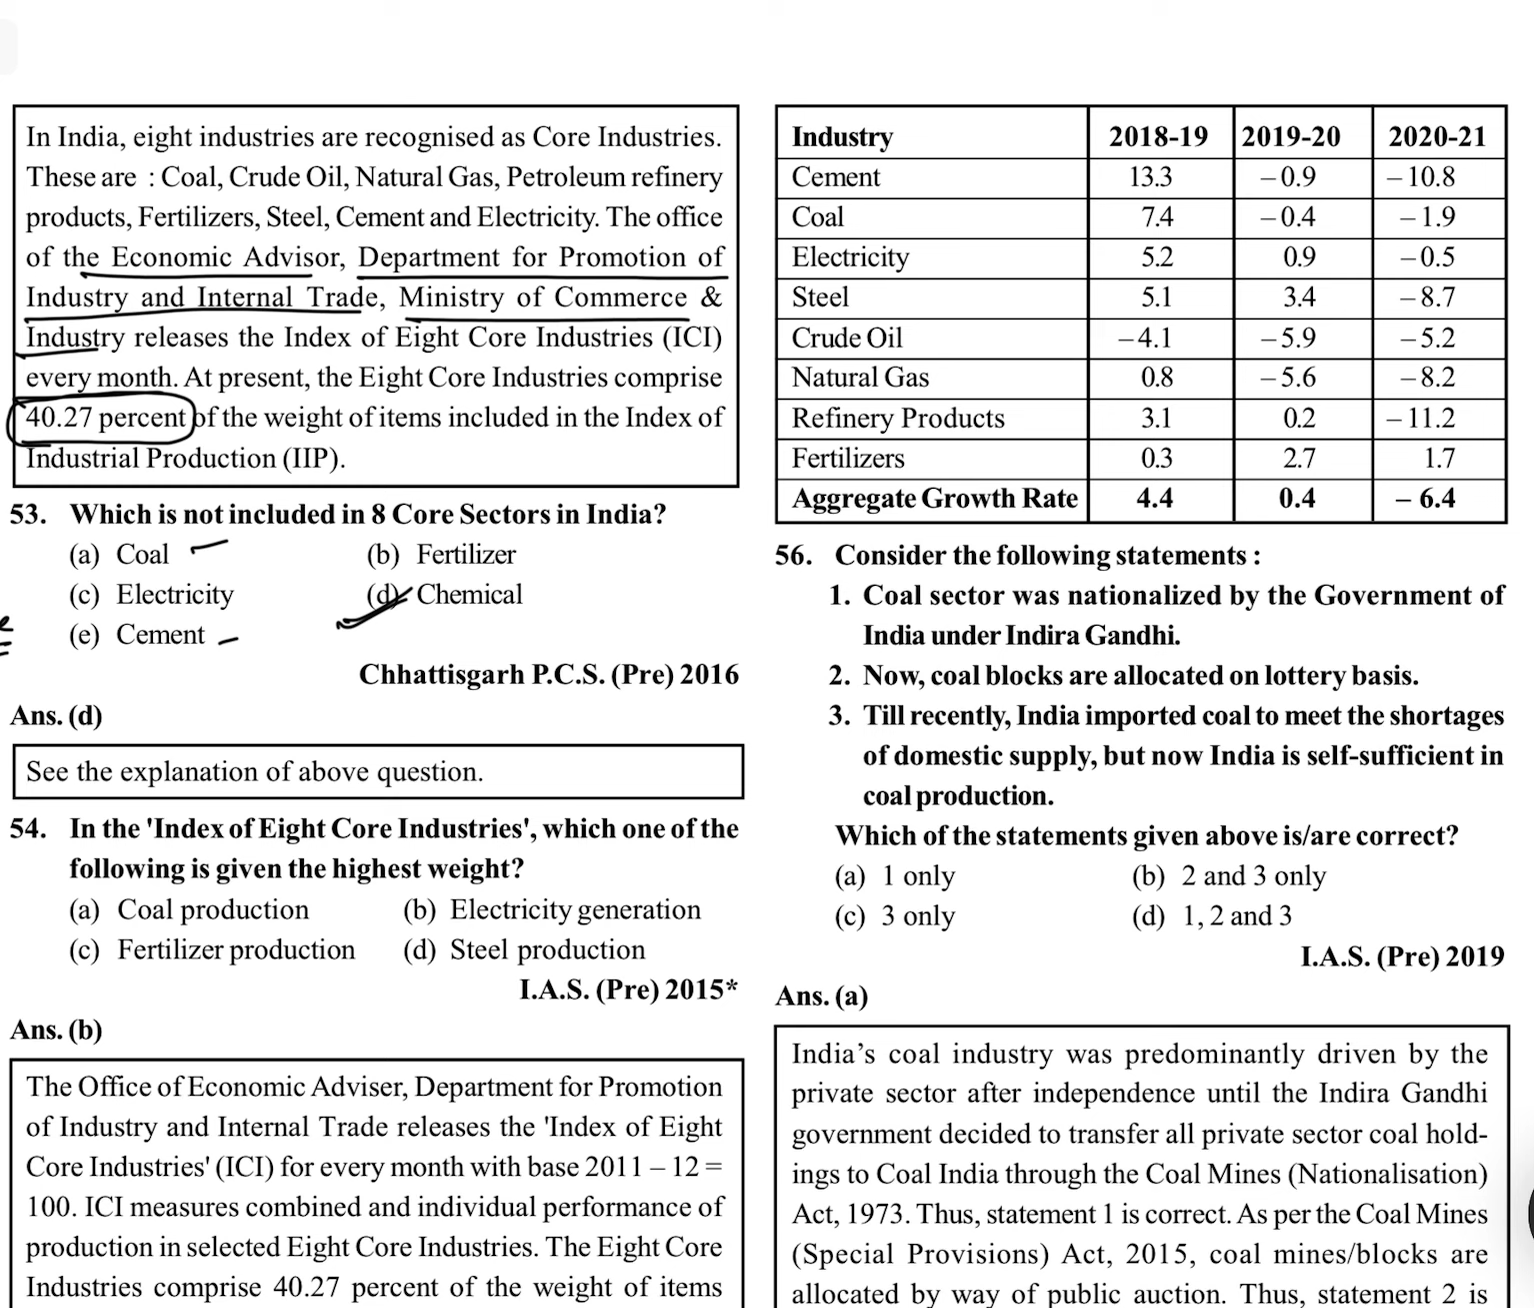 In India, eight industries are recognised as Core Industries.
These are : Coal, Crude Oil, Natural Gas, Petroleum refinery
products, Fertilizers, Steel, Cement and Electricity. The office
of the Economic Advisor, Department for Promotion of
Industry and Internal Trade, Ministry of Commerce &
Industry releases the Index of Eight Core Industries (ICI)
every month. At present, the Eight Core Industries comprise
40.27 percent of the weight of items included in the Index of
Industrial Production (IIP).
53. Which is not included in 8 Core Sectors in India?
(a) Coal (b) Fertilizer
(c) Electricity (d) Chemical
(e) Cement
Chhattisgarh P.C.S. (Pre) 2016
Ans. (d)
See the explanation of above question.
54. In the 'Index of Eight Core Industries', which one of the
following is given the highest weight?
(a) Coal production (b) Electricity generation
(c) Fertilizer production (d) Steel production
I.A.S. (Pre) 2015*
Ans. (b)
The Office of Economic Adviser, Department for Promotion
of Industry and Internal Trade releases the 'Index of Eight
Core Industries' (ICI) for every month with base 2011 – 12 =
100. ICI measures combined and individual performance of
production in selected Eight Core Industries. The Eight Core
Industries comprise 40.27 percent of the weight of items
Industry 2018-19 2019-20 2020-21
Cement 13.3 – 0.9 – 10.8
Coal 7.4 – 0.4 – 1.9
Electricity 5.2 0.9 – 0.5
Steel 5.1 3.4 – 8.7
Crude Oil – 4.1 – 5.9 – 5.2
Natural Gas 0.8 – 5.6 – 8.2
Refinery Products 3.1 0.2 – 11.2
Fertilizers 0.3 2.7 1.7
Aggregate Growth Rate 4.4 0.4 – 6.4
56. Consider the following statements :
1. Coal sector was nationalized by the Government of
India under Indira Gandhi.
2. Now, coal blocks are allocated on lottery basis.
3. Till recently, India imported coal to meet the shortages
of domestic supply, but now India is self-sufficient in
coal production.
Which of the statements given above is/are correct?
(a) 1 only (b) 2 and 3 only
(c) 3 only (d) 1, 2 and 3
I.A.S. (Pre) 2019
Ans. (a)
India’s coal industry was predominantly driven by the
private sector after independence until the Indira Gandhi
government decided to transfer all private sector coal hold-
ings to Coal India through the Coal Mines (Nationalisation)
Act, 1973. Thus, statement 1 is correct. As per the Coal Mines
(Special Provisions) Act, 2015, coal mines/blocks are
allocated by way of public auction. Thus, statement 2 is